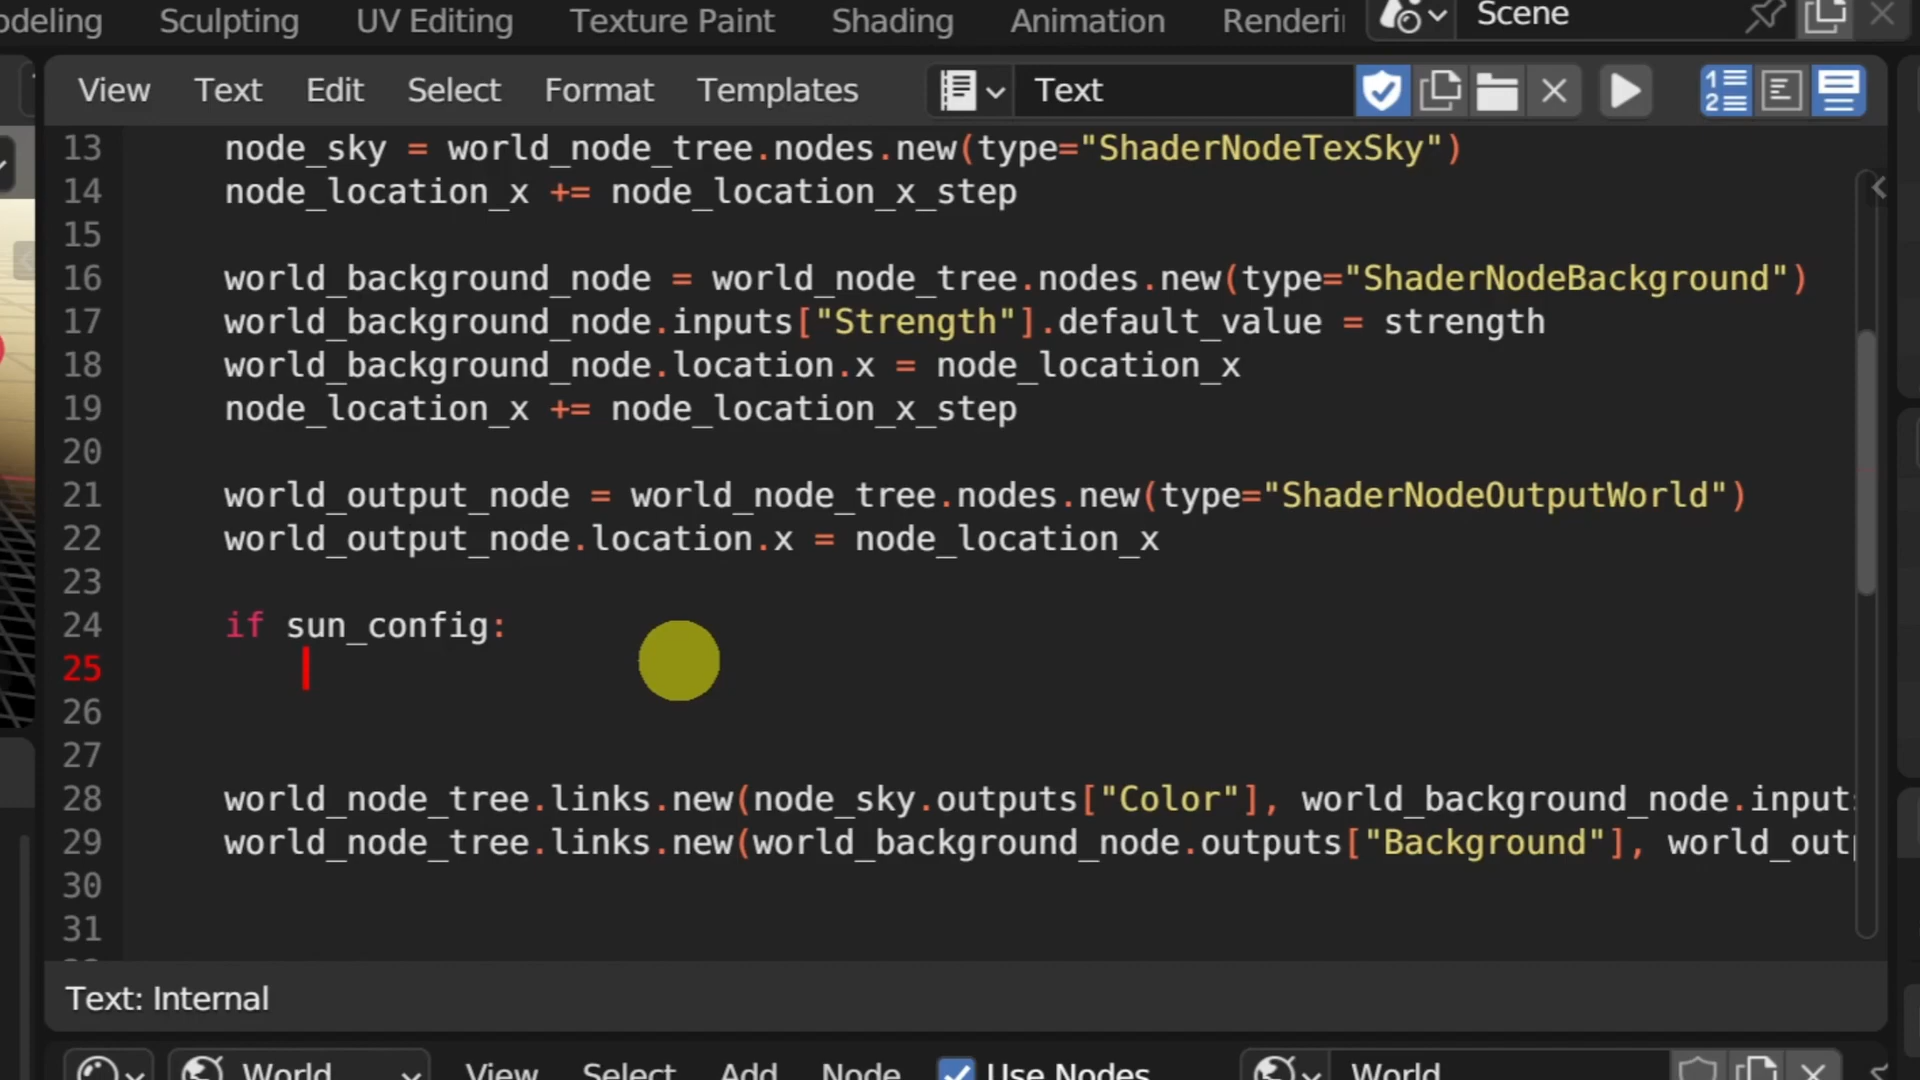 odeling Sculpting UV Editing Texture Paint Shading Animation Renderi Scene
View Text Edit Select Format Templates Text
13 node_sky = world_node_tree.nodes.new(type="ShaderNodeTexSky")
14 node_location_x += node_location_x_step
15
16 world_background_node = world_node_tree.nodes.new(type="ShaderNodeBackground")
17 world_background_node.inputs["Strength"].default_value = strength
18 world_background_node.location.x = node_location_x
19 node_location_x += node_location_x_step
20
21 world_output_node = world_node_tree.nodes.new(type="ShaderNodeOutputWorld")
22 world_output_node.location.x = node_location_x
23
24 if sun_config:
25
26
27
28 world_node_tree.links.new(node_sky.outputs["Color"], world_background_node.inputs
29 world_node_tree.links.new(world_background_node.outputs["Background"], world_outp
30
31
Text: Internal
World View Select Add Node Use Nodes World